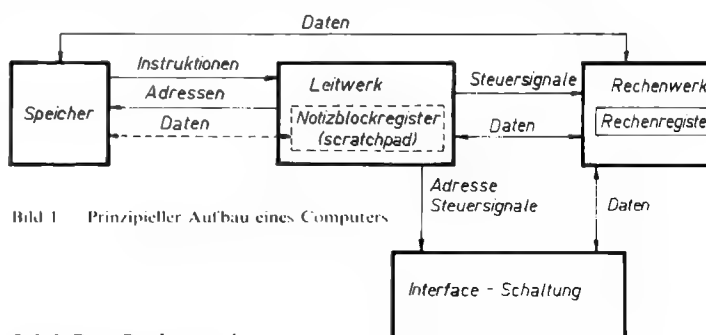 Daten
Instruktionen
Leitwerk
Steuersignale
Rechenwerk
Speicher
Adressen
Notizblockregister
(scratchpad)
Rechenregiste
Daten
Daten
Adresse
Steuersignale
Daten
Bild 1 Prinzipieller Aufbau eines Computers
Interface - Schaltung